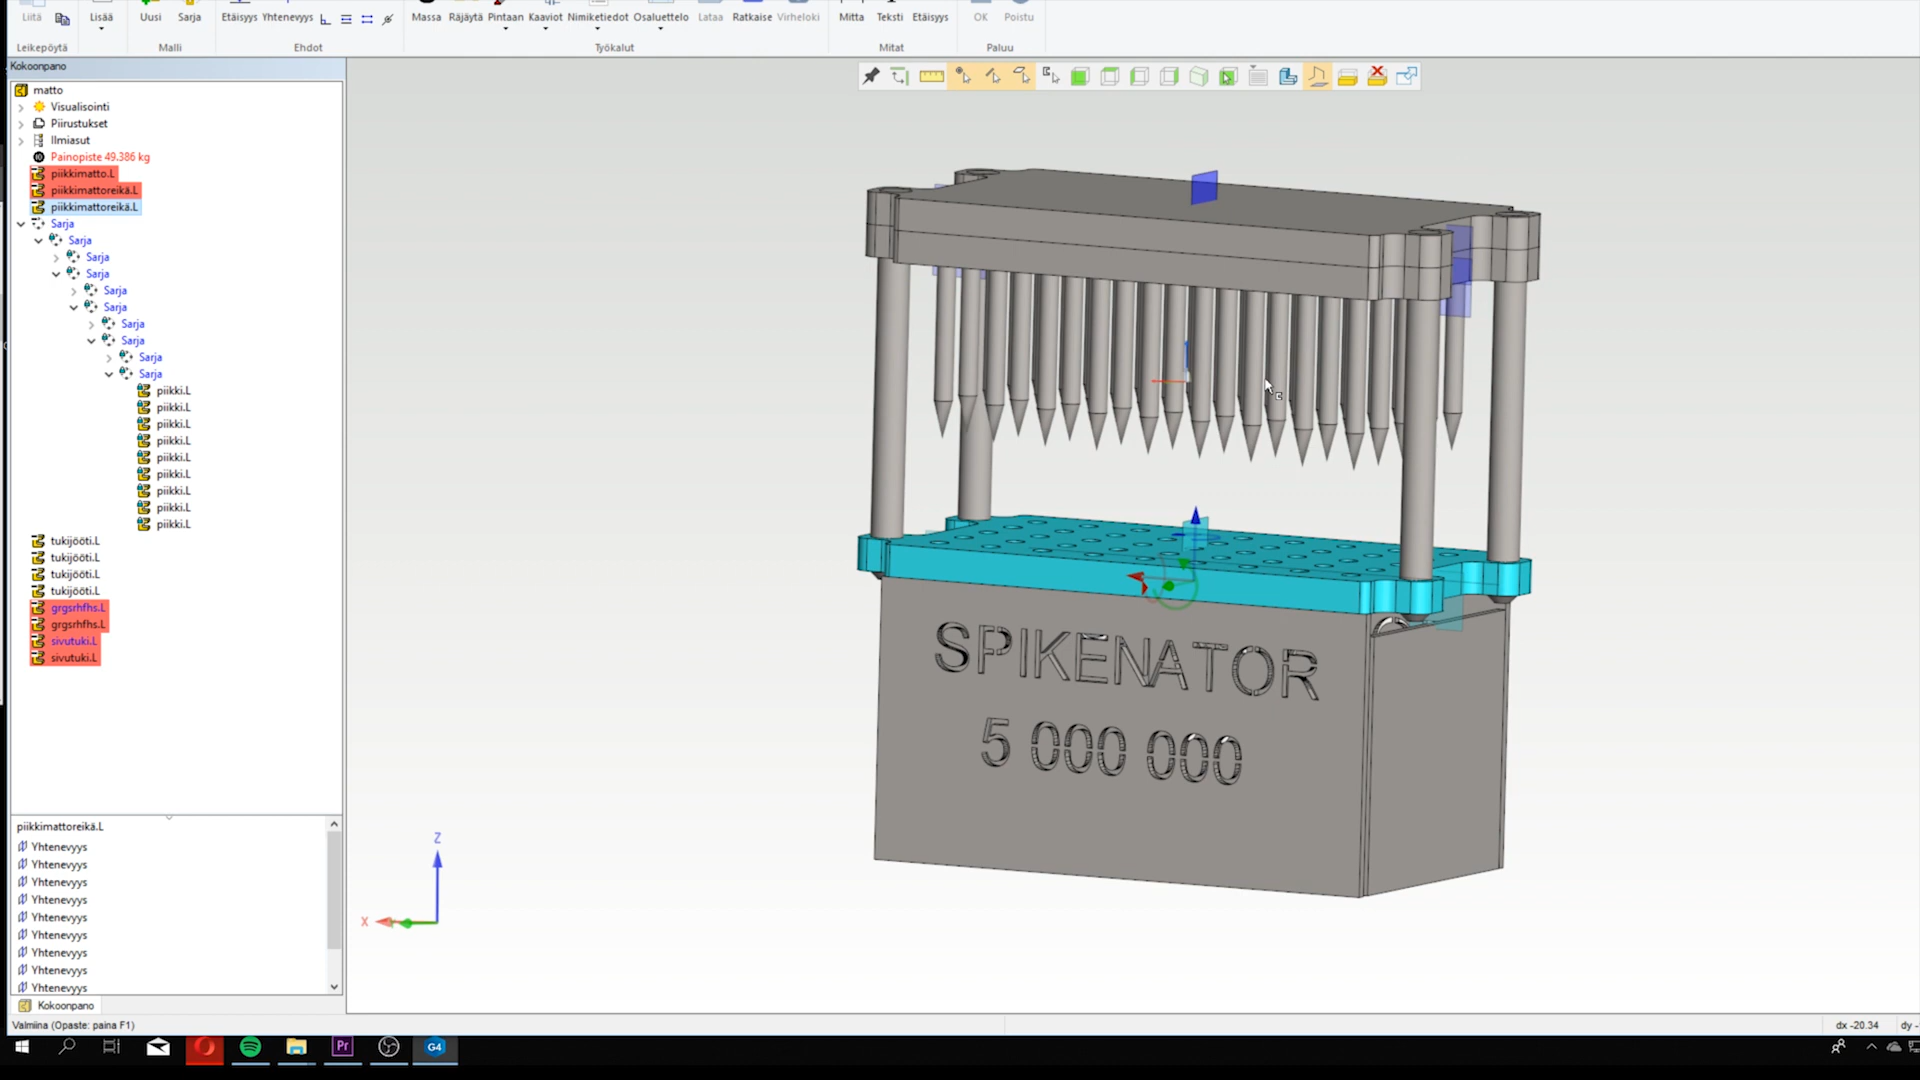 Liitä
Lisää
Uusi
Sarja
Etäisyys
Yhtenevyys
Massa
Räjäytä
Pintaan
Kaaviot
Nimiketiedot
Osaluettelo
Lataa
Ratkaise
Virheloki
Mitta
Teksti
Etäisyys
OK
Poistu
Leikepöytä
Malli
Ehdot
Työkalut
Mitat
Paluu
Kokoonpano
matto
Visualisointi
Piirustukset
Ilmiasut
Painopiste 49.386 kg
piikkimatto.L
piikkimattoreikä.L
piikkimattoreikä.L
Sarja
Sarja
Sarja
Sarja
Sarja
Sarja
Sarja
Sarja
Sarja
Sarja
piikki.L
piikki.L
piikki.L
piikki.L
piikki.L
piikki.L
piikki.L
piikki.L
piikki.L
tukijööti.L
tukijööti.L
tukijööti.L
tukijööti.L
grgsrhfhs.L
grgsrhfhs.L
sivutuki.L
sivutuki.L
piikkimattoreikä.L
Yhtenevyys
Yhtenevyys
Yhtenevyys
Yhtenevyys
Yhtenevyys
Yhtenevyys
Yhtenevyys
Yhtenevyys
Yhtenevyys
Kokoonpano
Valmiina (Opaste: paina F1)
SPIKENATOR
5 000 000
Z
X
dx -20.34
dy -
Pr
G4